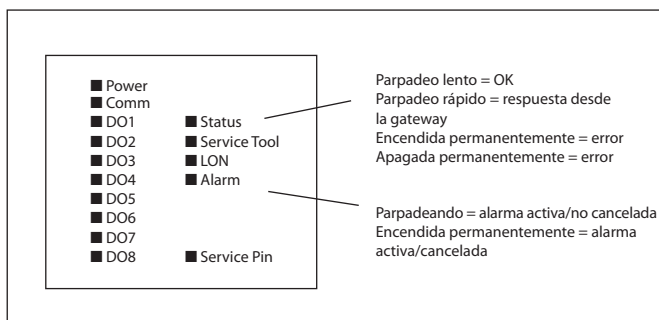 Power
Comm
DO1
Status
DO2
Service Tool
DO3
LON
DO4
Alarm
DO5
DO6
DO7
DO8
Service Pin
Parpadeo lento = OK
Parpadeo rápido = respuesta desde
la gateway
Encendida permanentemente = error
Apagada permanentemente = error
Parpadeando = alarma activa/no cancelada
Encendida permanentemente = alarma
activa/cancelada